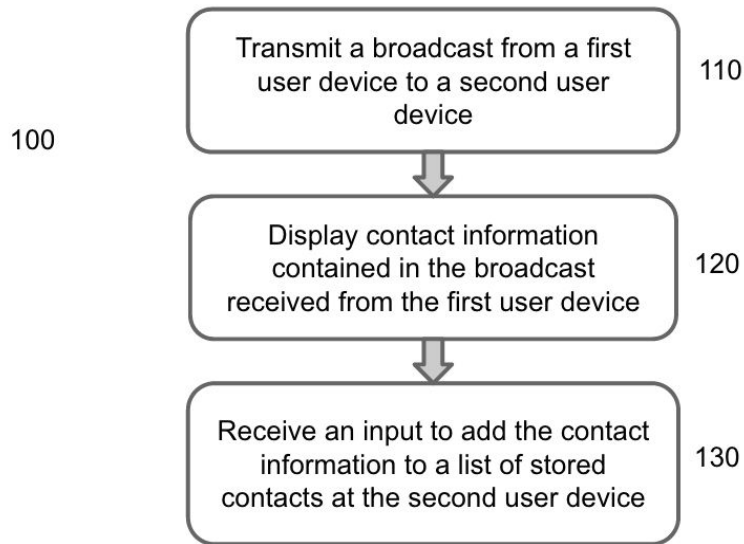 Transmit a broadcast from a first
user device to a second user
device
110
100
Display contact information
contained in the broadcast
received from the first user device
120
Receive an input to add the contact
information to a list of stored
contacts at the second user device
130